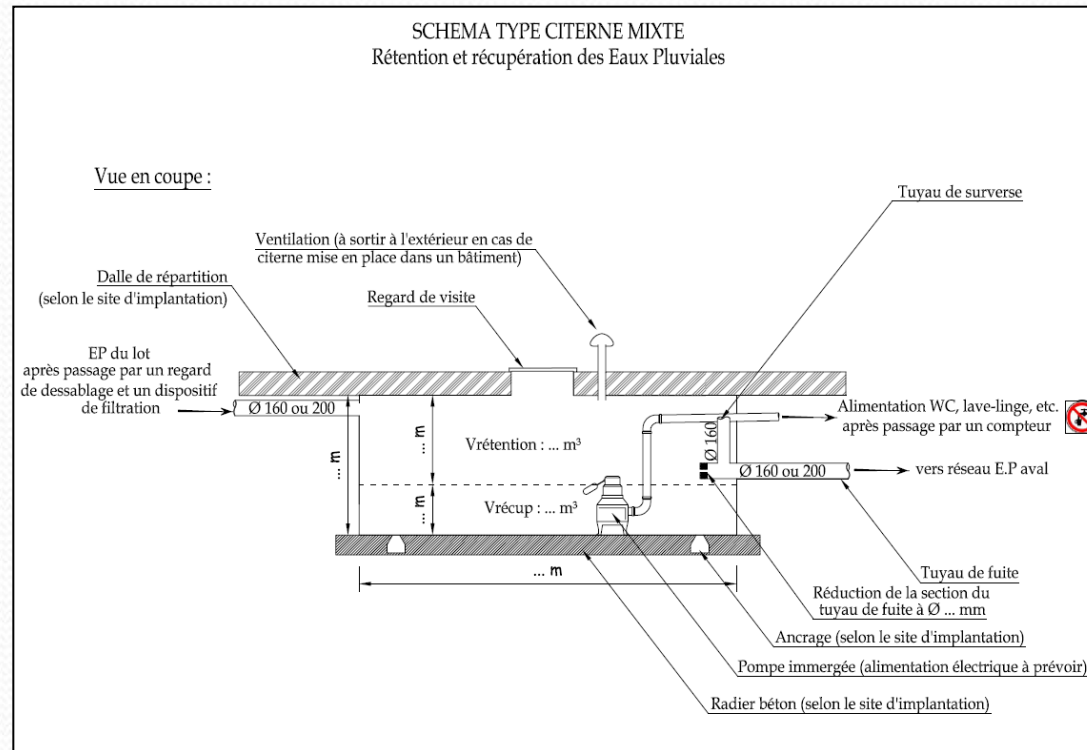 SCHEMA TYPE CITERNE MIXTE
Rétention et récupération des Eaux Pluviales
Vue en coupe :
Tuyau de surverse
Ventilation (à sortir à l'extérieur en cas de
citerne mise en place dans un bâtiment)
Dalle de répartition
(selon le site d'implantation)
Regard de visite
EP du lot
après passage par un regard
de dessablage et un dispositif
de filtration
Ø 160 ou 200
Alimentation WC, lave-linge, etc.
après passage par un compteur
... m
... m
Vrétention : ... m³
Ø 160
Ø 160 ou 200
vers réseau E.P aval
... m
Vrécup : ... m³
... m
Tuyau de fuite
Réduction de la section du
tuyau de fuite à Ø ... mm
Ancrage (selon le site d'implantation)
Pompe immergée (alimentation électrique à prévoir)
Radier béton (selon le site d'implantation)